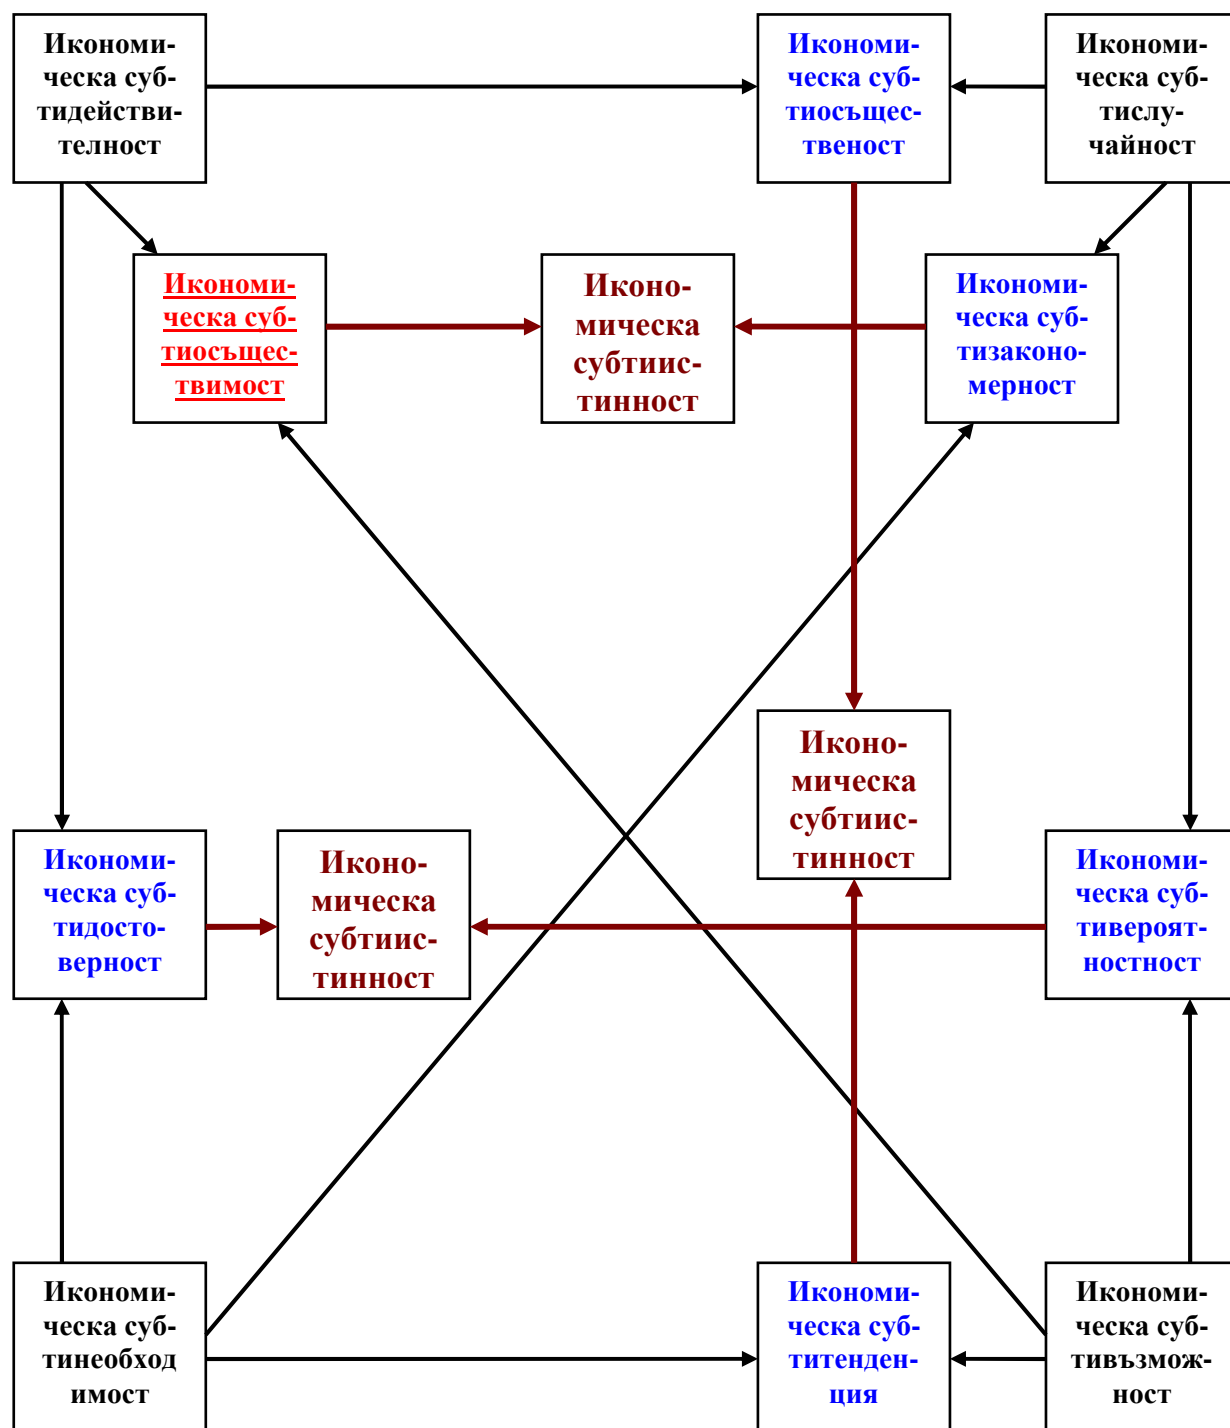 Икономи-
ческа суб-
тидействи-
телност
Икономи-
ческа суб-
тиосъщес-
твеност
Икономи-
ческа суб-
тислу-
чайност
Икономи-
ческа суб-
тиосъщес-
твимост
Иконо-
мическа
субтиис-
тинност
Икономи-
ческа суб-
тизаконо-
мерност
Иконо-
мическа
субтиис-
тинност
Икономи-
ческа суб-
тидосто-
верност
Иконо-
мическа
субтиис-
тинност
Икономи-
ческа суб-
тивероят-
ностност
Икономи-
ческа суб-
тинеобход
имост
Икономи-
ческа суб-
титенден-
ция
Икономи-
ческа суб-
тивъзмож-
ност